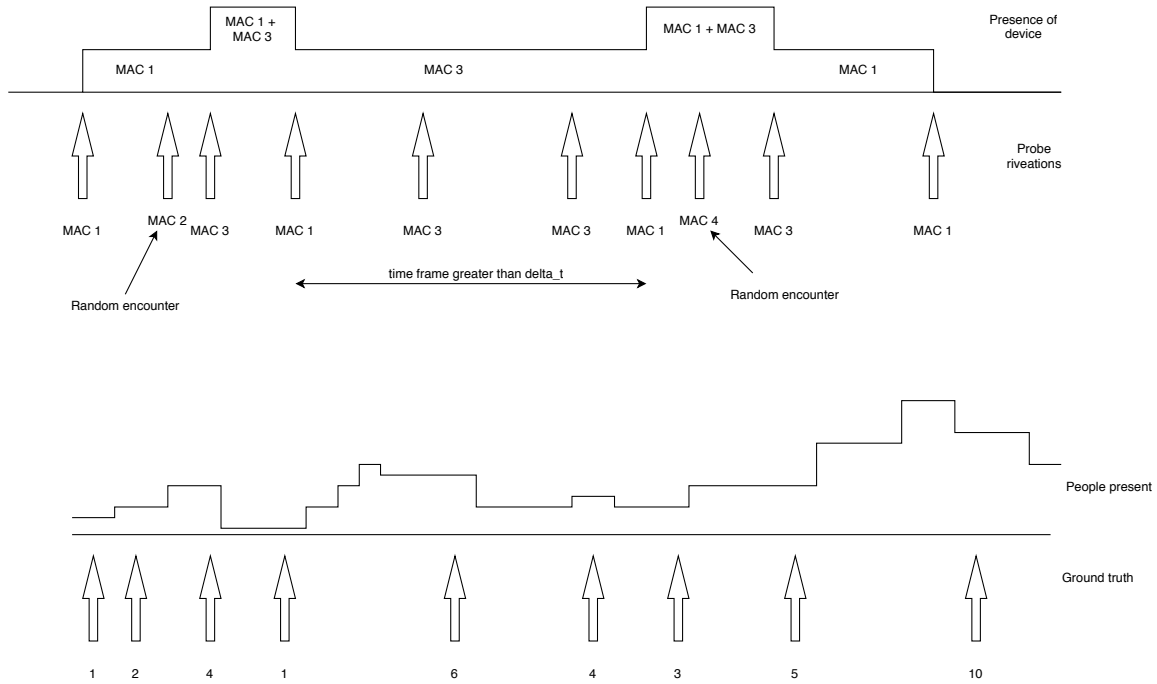 MAC 1 +
MAC 3
MAC 1 + MAC 3
Presence of
device
MAC 1
MAC 3
MAC 1
Probe
riveations
MAC 1
MAC 2
MAC 3
MAC 1
MAC 3
MAC 3
MAC 1
MAC 4
MAC 3
MAC 1
time frame greater than delta_t
Random encounter
Random encounter
People present
Ground truth
1
2
4
1
6
4
3
5
10